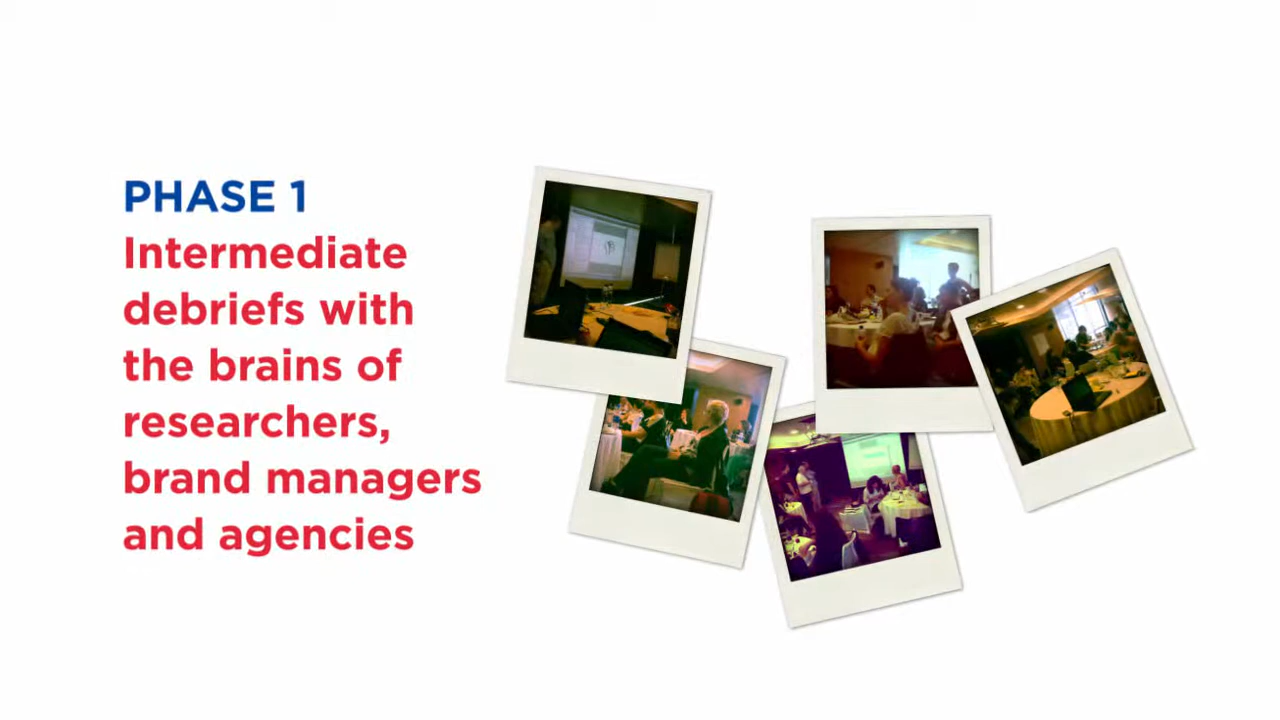 PHASE 1
Intermediate
debriefs with
the brains of
researchers,
brand managers
and agencies